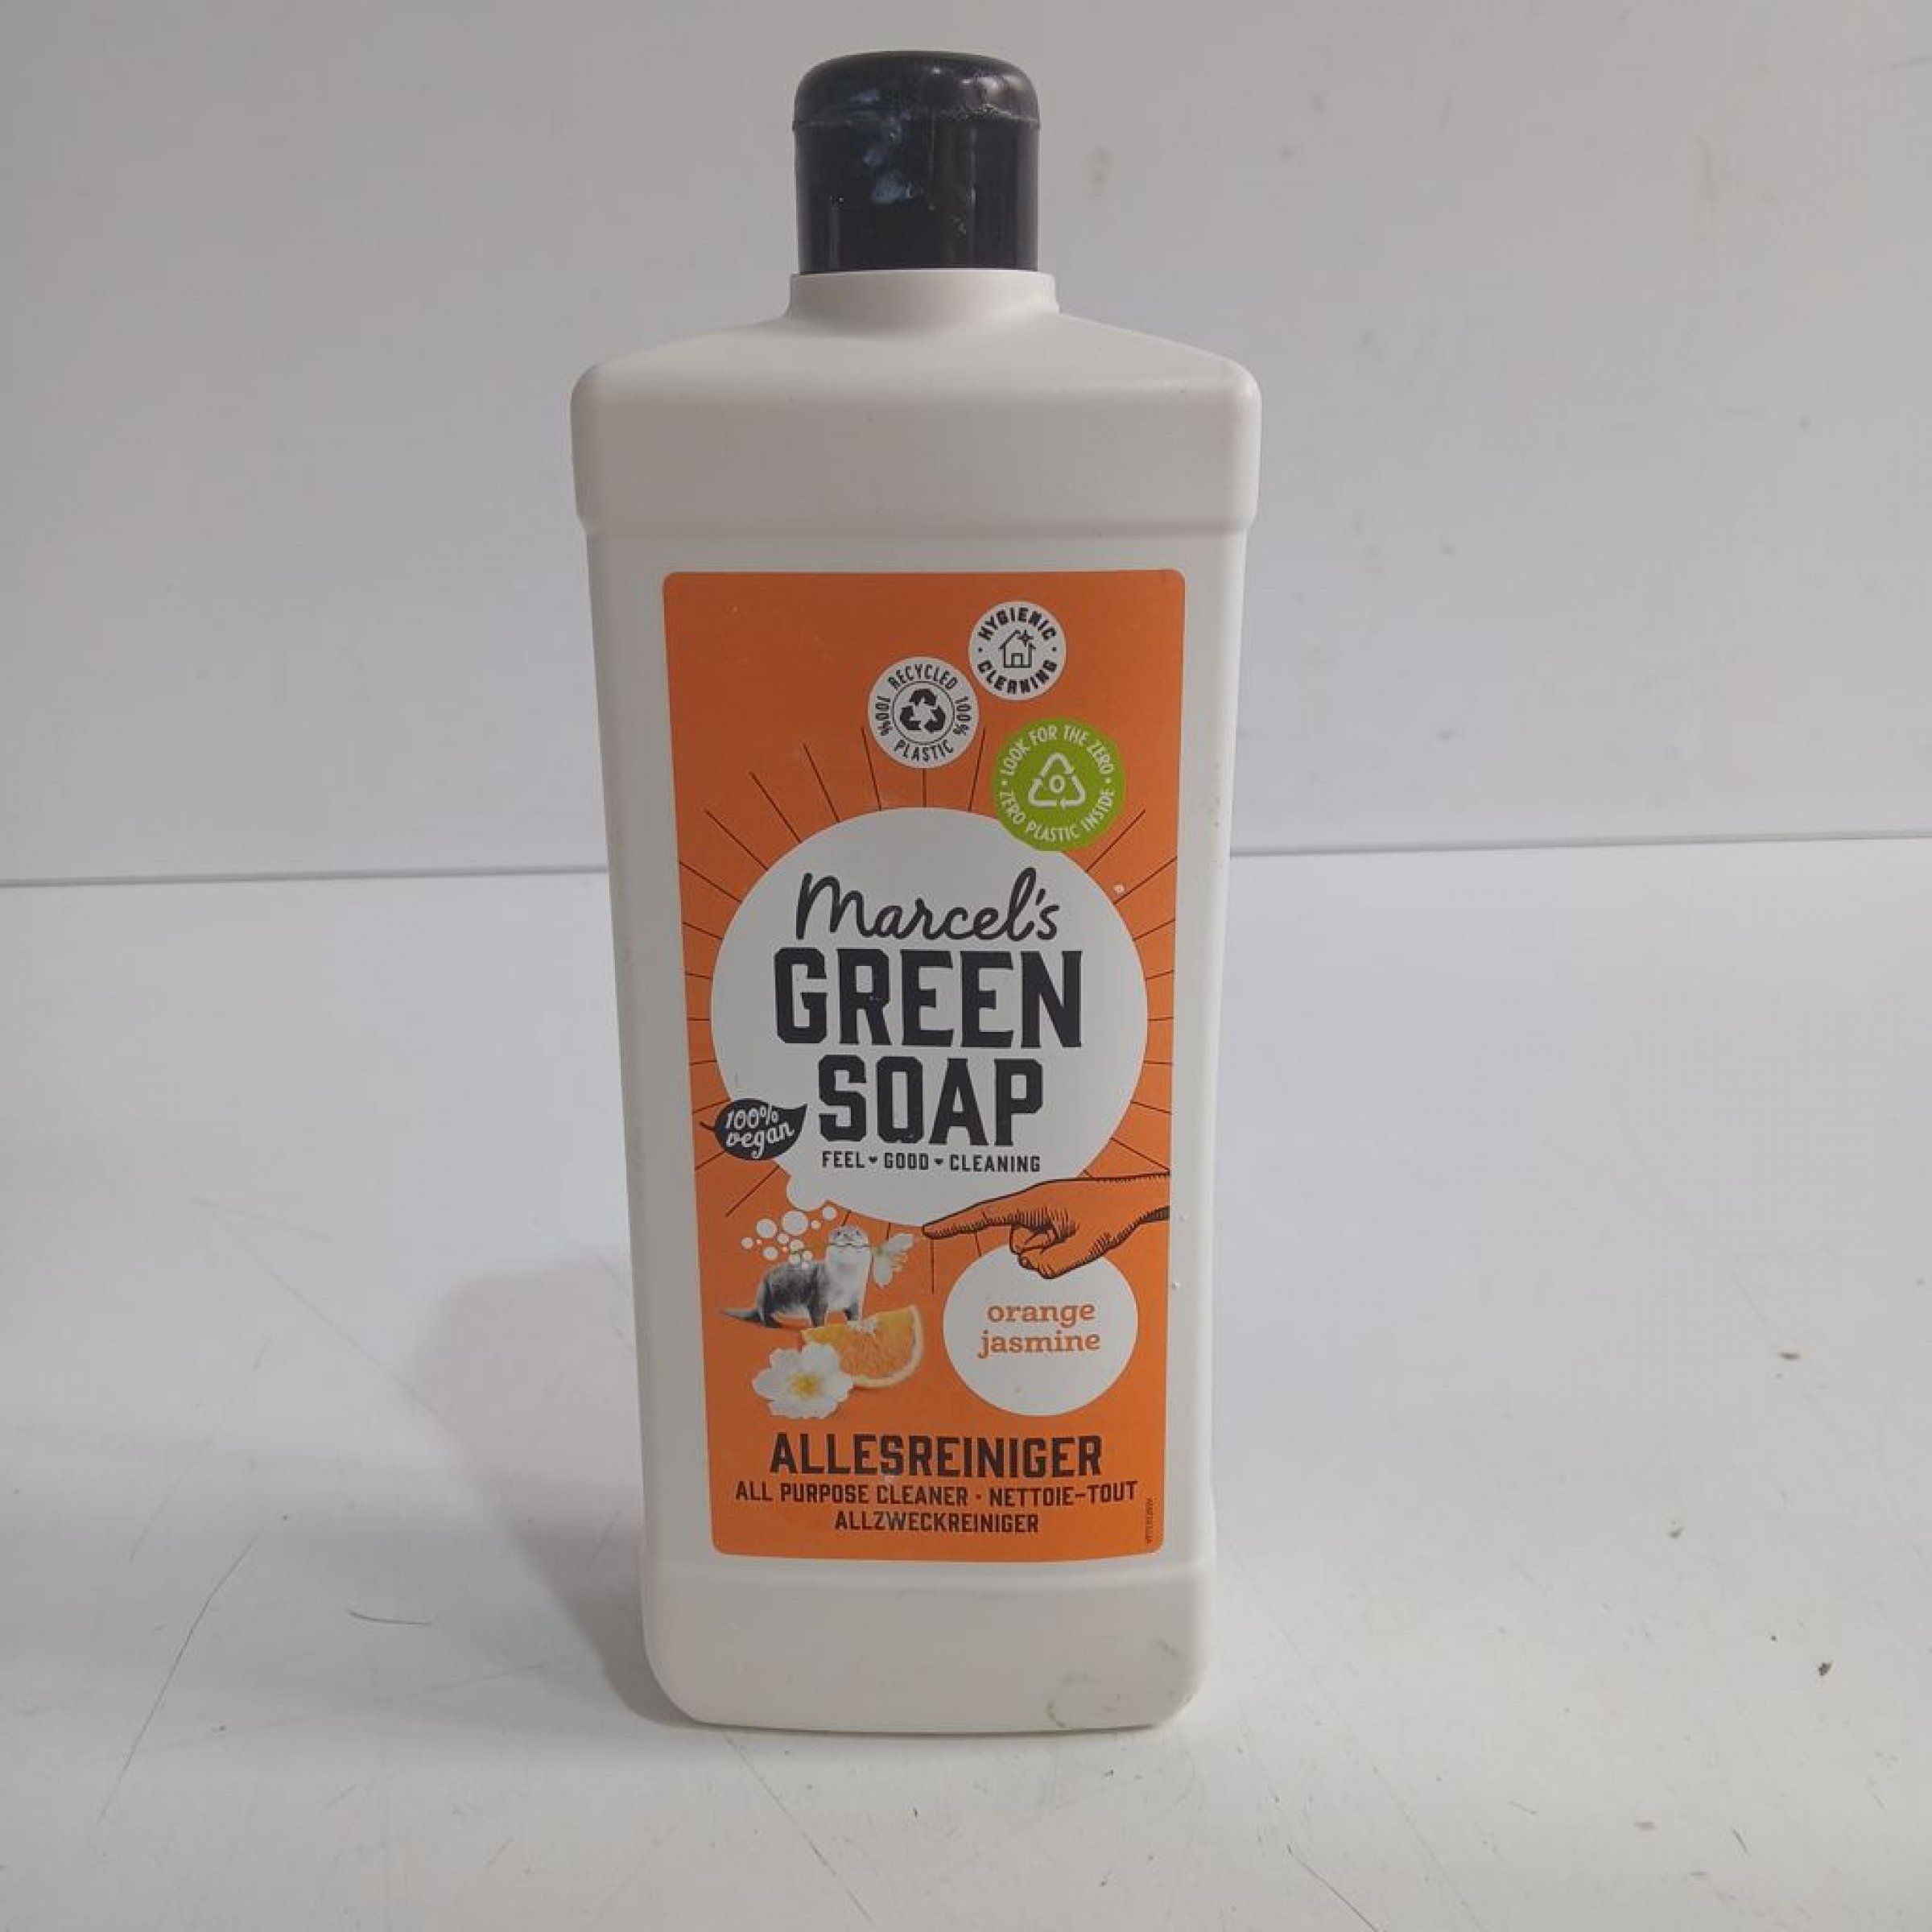 HYGIENIC
CLEANING
RECYCLED
100% 100%
PLASTIC
LOOK FOR THE ZERO
0
ZERO PLASTIC INSIDE
Marcel's
GREEN
SOAP
100%
vegan
FEEL GOOD CLEANING
orange
jasmine
ALLESREINIGER
ALL PURPOSE CLEANER · NETTOIE-TOUT
ALLZWECKREINIGER